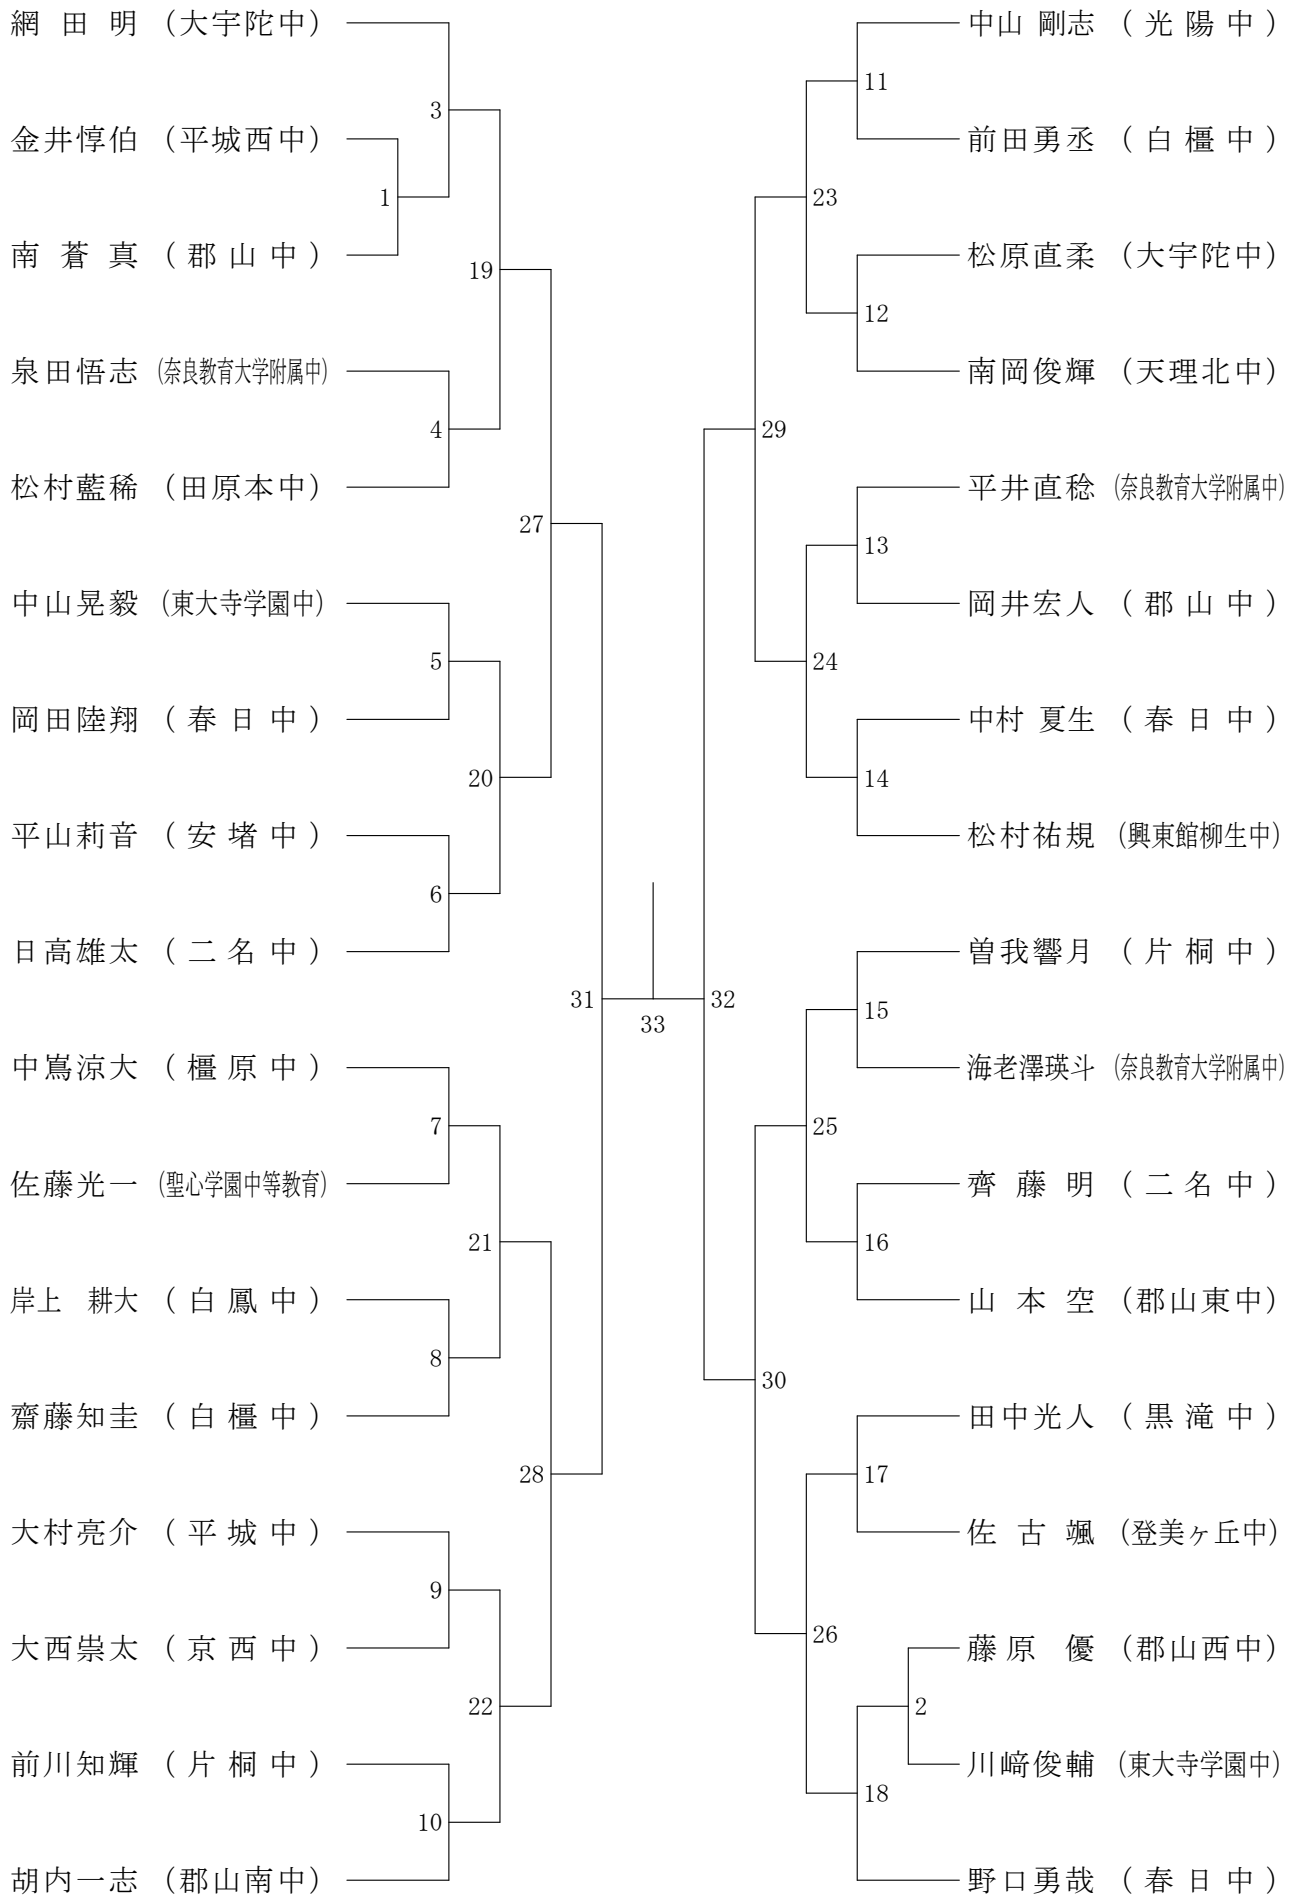 網田明 (大宇陀中)
3
金井惇伯 (平城西中)
1
南蒼真 (郡山中)
19
泉田悟志 (奈良教育大学附属中)
4
松村藍稀 (田原本中)
27
中山晃毅 (東大寺学園中)
5
岡田陸翔 (春日中)
20
平山莉音 (安堵中)
6
日高雄太 (二名中)
31
中嶌涼大 (橿原中)
7
佐藤光一 (聖心学園中等教育)
21
岸上 耕大 (白鳳中)
8
齋藤知圭 (白橿中)
28
大村亮介 (平城中)
9
大西崇太 (京西中)
22
前川知輝 (片桐中)
10
胡内一志 (郡山南中)
33
中山 剛志 (光陽中)
11
前田勇丞 (白橿中)
23
松原直柔 (大宇陀中)
12
南岡俊輝 (天理北中)
29
平井直稔 (奈良教育大学附属中)
13
岡井宏人 (郡山中)
24
中村 夏生 (春日中)
14
松村祐規 (興東館柳生中)
32
曽我響月 (片桐中)
15
海老澤瑛斗 (奈良教育大学附属中)
25
齊藤明 (二名中)
16
山本空 (郡山東中)
30
田中光人 (黒滝中)
17
佐古颯 (登美ヶ丘中)
26
藤原優 (郡山西中)
2
川﨑俊輔 (東大寺学園中)
18
野口勇哉 (春日中)